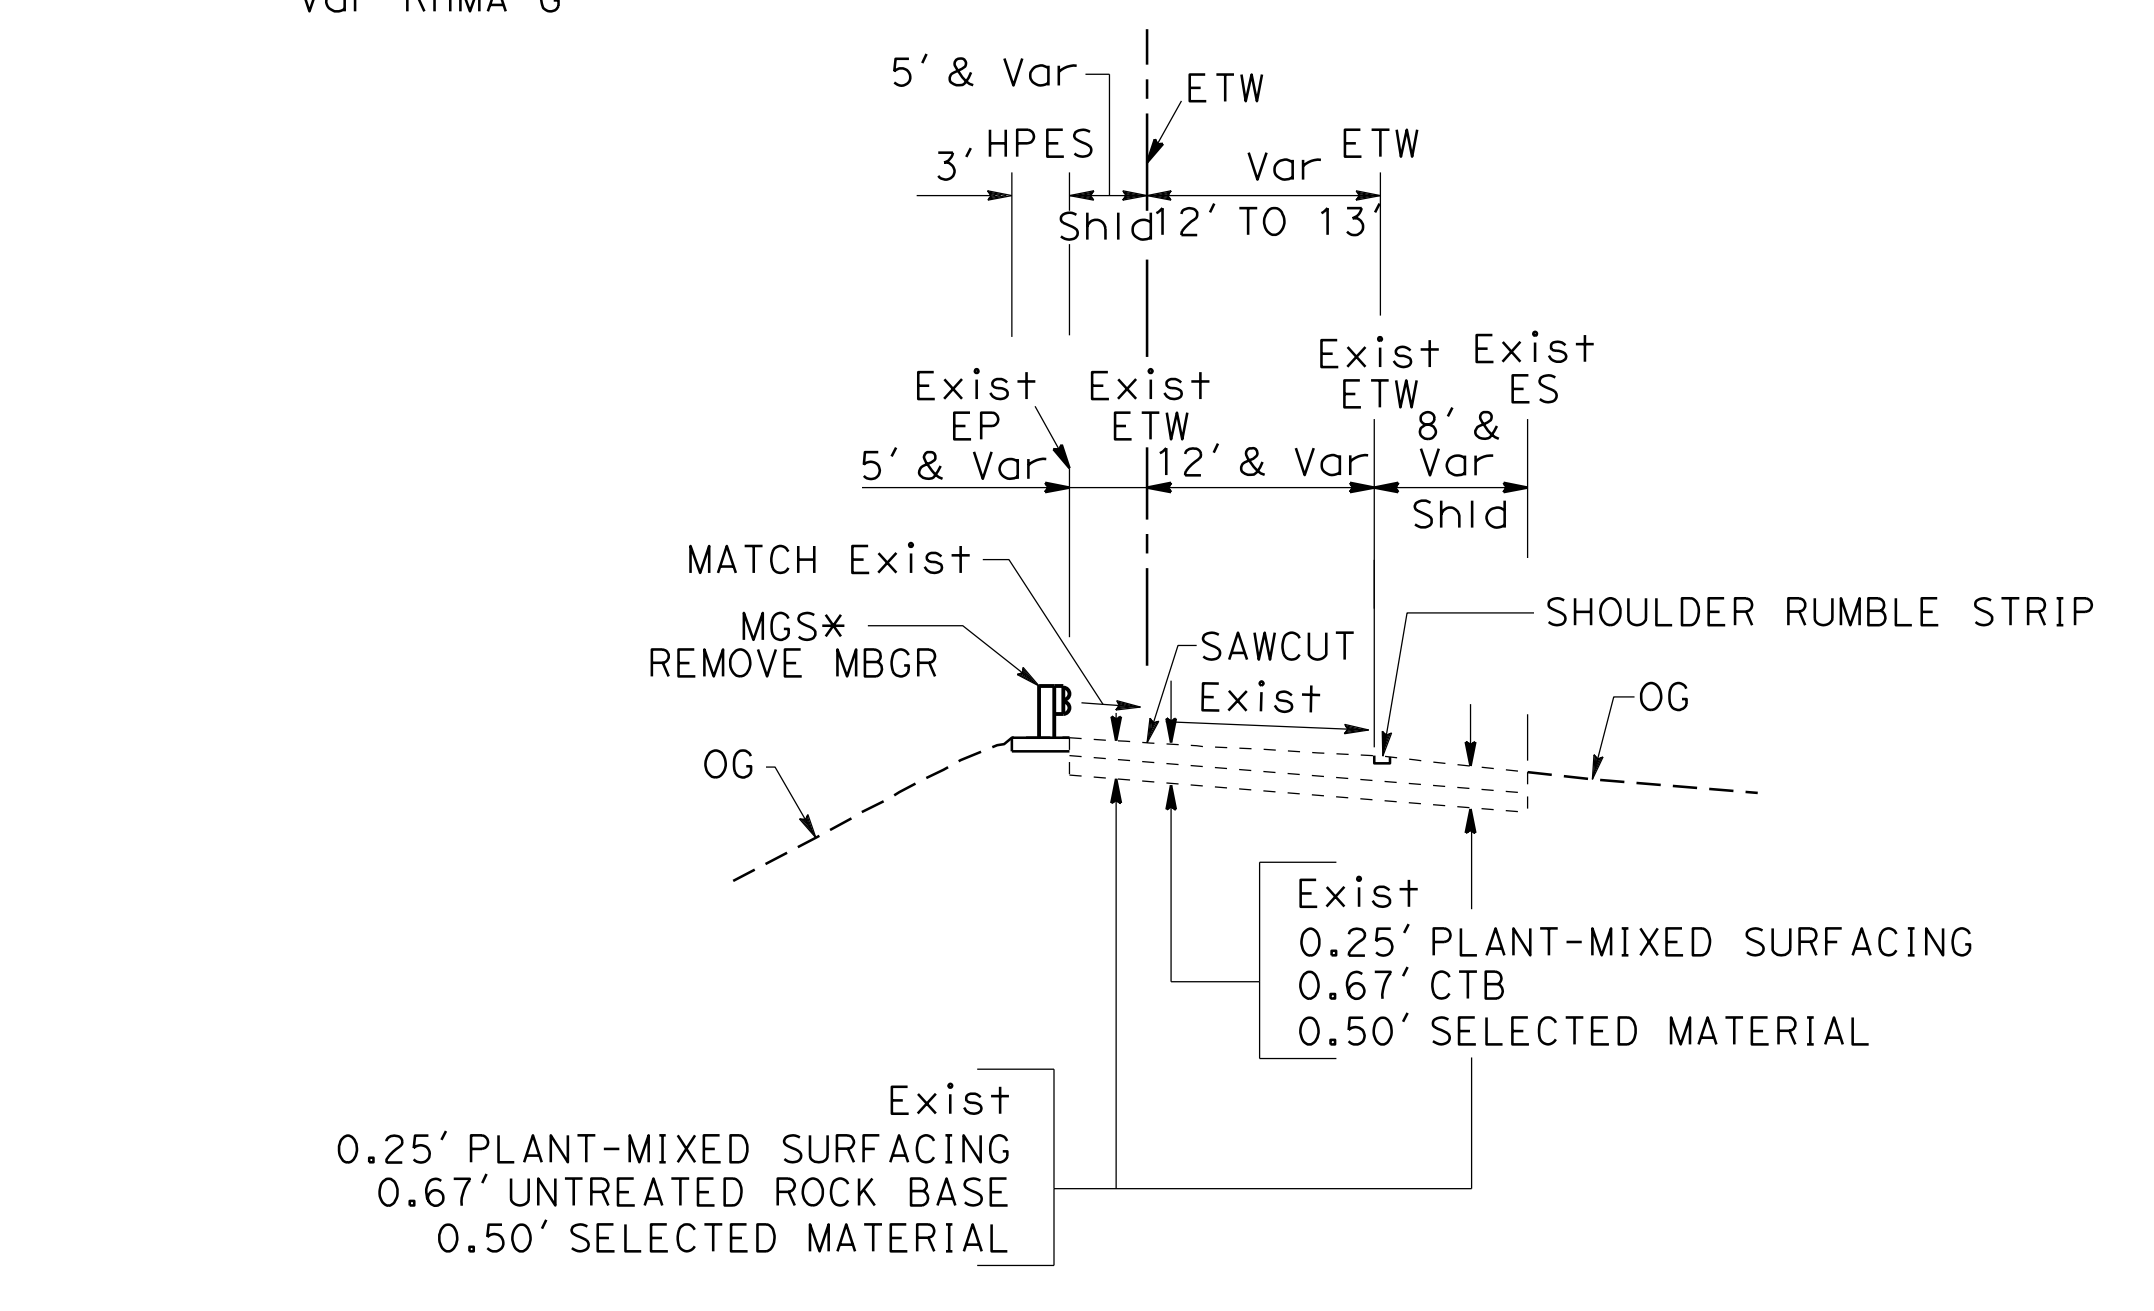 Var RHMA G
5' & Var
ETW
3'
HPES
Var
ETW
Shld
12' TO 13'
Exist
EP
Exist
ETW
Exist
ETW
Exist
ES
5' & Var
12' & Var
8' &
Var
Shld
MATCH Exist
MGS*
REMOVE MBGR
SAWCUT
Exist
SHOULDER RUMBLE STRIP
OG
OG
Exist
0.25' PLANT-MIXED SURFACING
0.67' CTB
0.50' SELECTED MATERIAL
Exist
0.25' PLANT-MIXED SURFACING
0.67' UNTREATED ROCK BASE
0.50' SELECTED MATERIAL